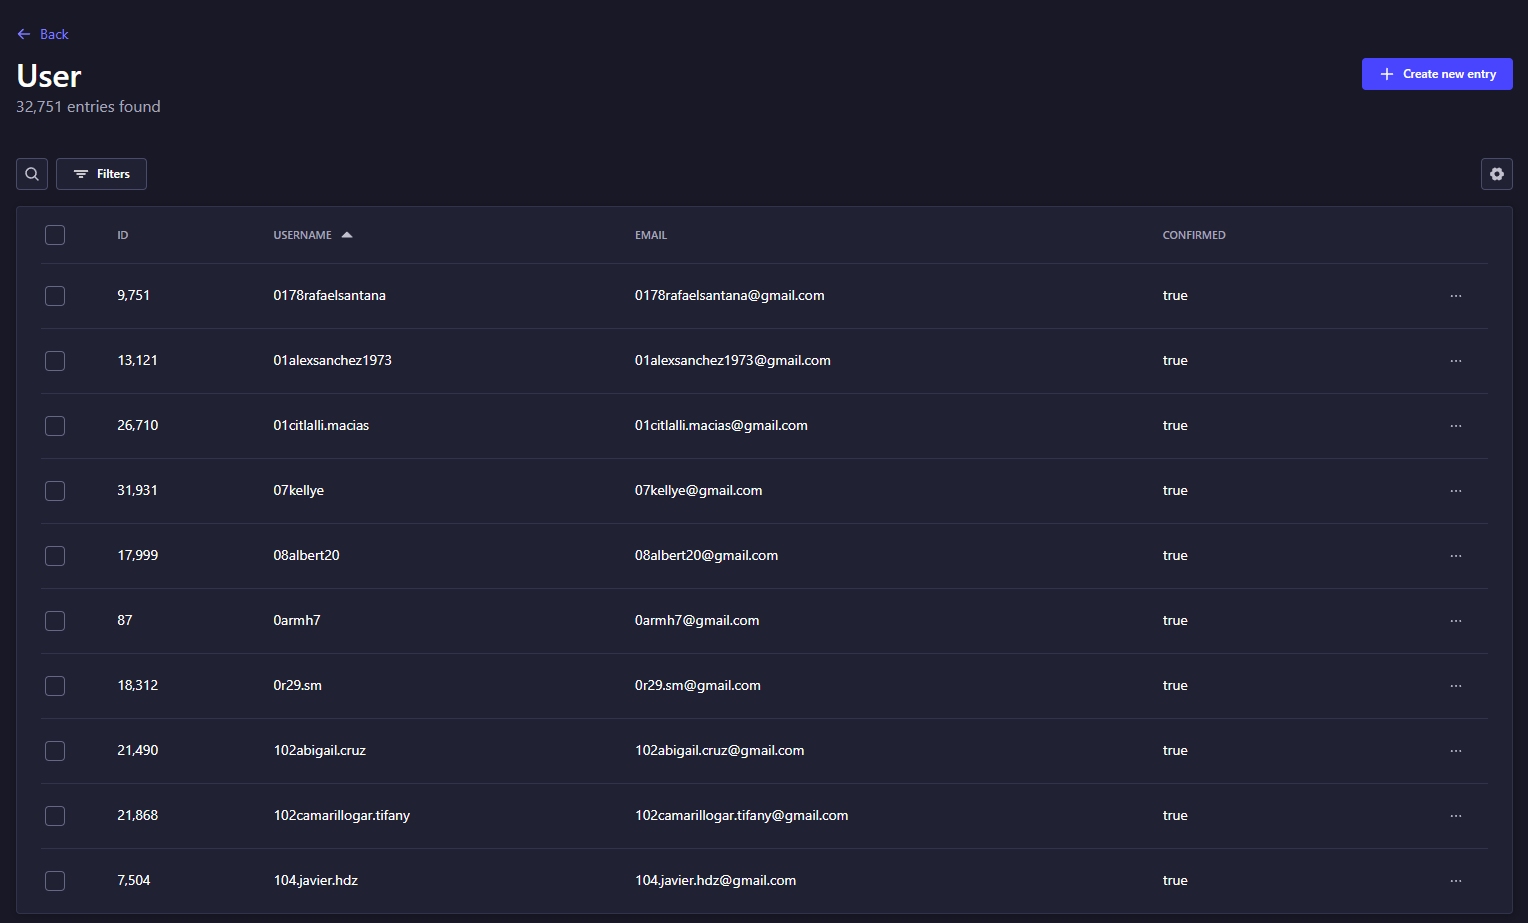 Back
User
32,751 entries found
Create new entry
Filters
ID USERNAME EMAIL CONFIRMED
9,751 0178rafaelsantana 0178rafaelsantana@gmail.com true
13,121 01alexsanchez1973 01alexsanchez1973@gmail.com true
26,710 01citlalli.macias 01citlalli.macias@gmail.com true
31,931 07kellye 07kellye@gmail.com true
17,999 08albert20 08albert20@gmail.com true
87 0armh7 0armh7@gmail.com true
18,312 0r29.sm 0r29.sm@gmail.com true
21,490 102abigail.cruz 102abigail.cruz@gmail.com true
21,868 102camarillogar.tifany 102camarillogar.tifany@gmail.com true
7,504 104.javier.hdz 104.javier.hdz@gmail.com true